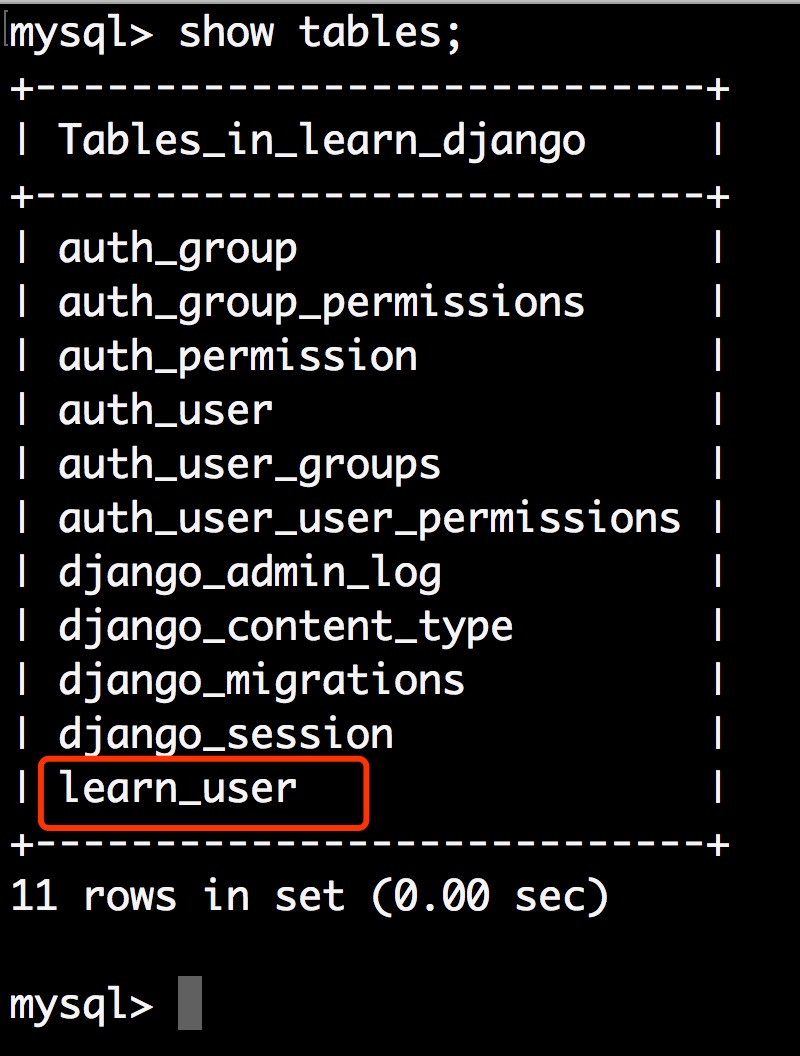 mysql> show tables;
+----------------------------+
| Tables_in_learn_django     |
+----------------------------+
| auth_group                 |
| auth_group_permissions     |
| auth_permission            |
| auth_user                  |
| auth_user_groups           |
| auth_user_user_permissions |
| django_admin_log           |
| django_content_type        |
| django_migrations          |
| django_session             |
| learn_user                 |
+----------------------------+
11 rows in set (0.00 sec)
mysql>